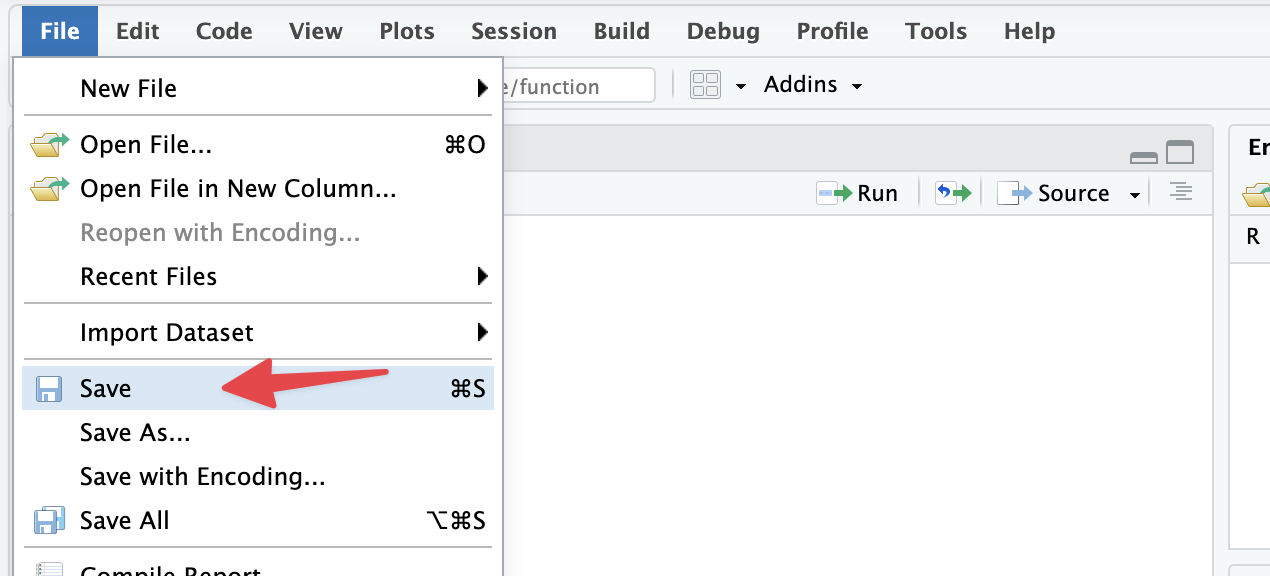 File Edit Code View Plots Session Build Debug Profile Tools Help
New File
e/function
Addins
Open File... ⌘O
Open File in New Column...
Run
Source
Reopen with Encoding...
R
Recent Files
Import Dataset
Save ⌘S
Save As...
Save with Encoding...
Save All ⌥⌘S
Compile Report